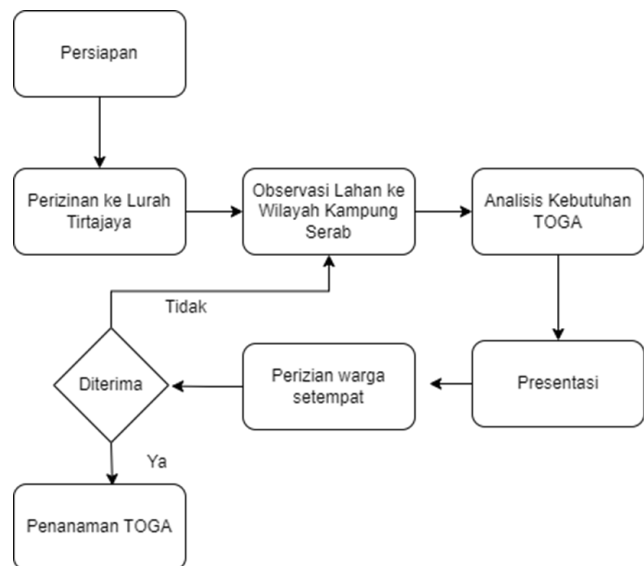 Persiapan
Perizinan ke Lurah
Tirtajaya
Observasi Lahan ke
Wilayah Kampung
Serab
Analisis Kebutuhan
TOGA
Presentasi
Perizian warga
setempat
Diterima
Tidak
Ya
Penanaman TOGA